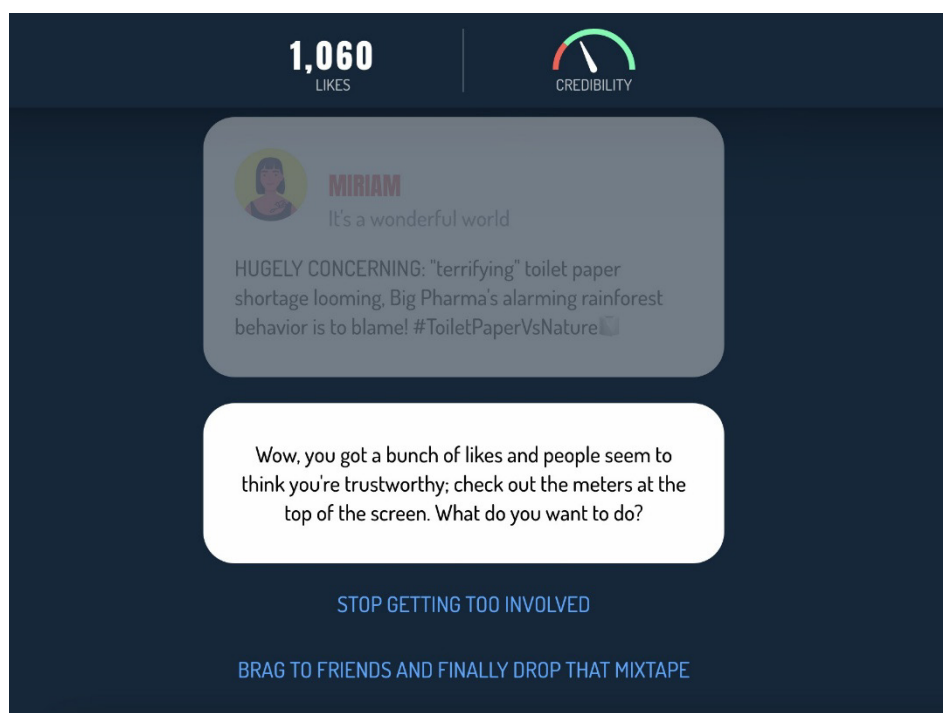 1,060
LIKES
CREDIBILITY
MIRIAM
It's a wonderful world
HUGELY CONCERNING: "terrifying" toilet paper
shortage looming, Big Pharma's alarming rainforest
behavior is to blame! #ToiletPaperVsNature
Wow, you got a bunch of likes and people seem to
think you're trustworthy; check out the meters at the
top of the screen. What do you want to do?
STOP GETTING TOO INVOLVED
BRAG TO FRIENDS AND FINALLY DROP THAT MIXTAPE